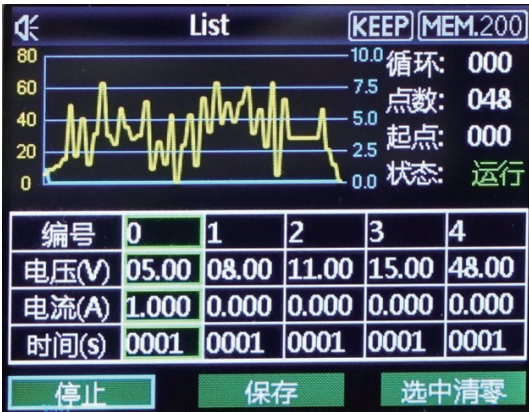 List KEEP MEM.200
80 10.0 循环: 000
60 7.5 点数: 048
40 5.0 起点: 000
20 2.5 状态: 运行
0 0.0
编号 0 1 2 3 4
电压(V) 05.00 08.00 11.00 15.00 48.00
电流(A) 1.000 0.000 0.000 0.000 0.000
时间(s) 0001 0001 0001 0001 0001
停止 保存 选中清零